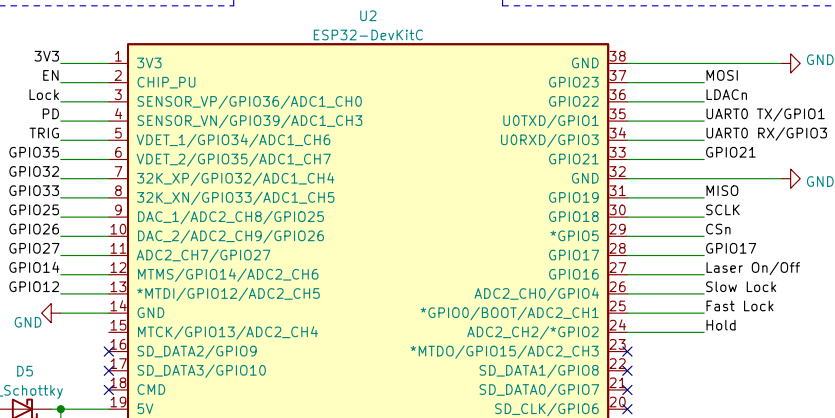 U2
ESP32-DevKitC
3V3 1 3V3 GND 38 GND
EN 2 CHIP_PU GPIO23 37 MOSI
Lock 3 SENSOR_VP/GPIO36/ADC1_CH0 GPIO22 36 LDACn
PD 4 SENSOR_VN/GPIO39/ADC1_CH3 U0TXD/GPIO1 35 UART0 TX/GPIO1
TRIG 5 VDET_1/GPIO34/ADC1_CH6 U0RXD/GPIO3 34 UART0 RX/GPIO3
GPIO35 6 VDET_2/GPIO35/ADC1_CH7 GPIO21 33 GPIO21
GPIO32 7 32K_XP/GPIO32/ADC1_CH4 GND 32 GND
GPIO33 8 32K_XN/GPIO33/ADC1_CH5 GPIO19 31 MISO
GPIO25 9 DAC_1/ADC2_CH8/GPIO25 GPIO18 30 SCLK
GPIO26 10 DAC_2/ADC2_CH9/GPIO26 *GPIO5 29 CSn
GPIO27 11 ADC2_CH7/GPIO27 GPIO17 28 GPIO17
GPIO14 12 MTMS/GPIO14/ADC2_CH6 GPIO16 27 Laser On/Off
GPIO12 13 *MTDI/GPIO12/ADC2_CH5 ADC2_CH0/GPIO4 26 Slow Lock
GND 14 GND *GPIO0/BOOT/ADC2_CH1 25 Fast Lock
15 MTCK/GPIO13/ADC2_CH4 ADC2_CH2/*GPIO2 24 Hold
16 SD_DATA2/GPIO9 *MTDO/GPIO15/ADC2_CH3 23
17 SD_DATA3/GPIO10 SD_DATA1/GPIO8 22
18 CMD SD_DATA0/GPIO7 21
19 5V SD_CLK/GPIO6 20
D5
_Schottky